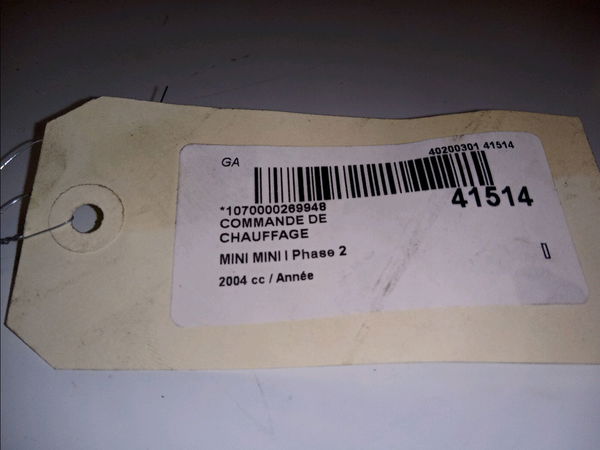 GA
40200301 41514
*1070000269948
41514
COMMANDE DE
CHAUFFAGE
MINI MINI I Phase 2
2004 cc / Année